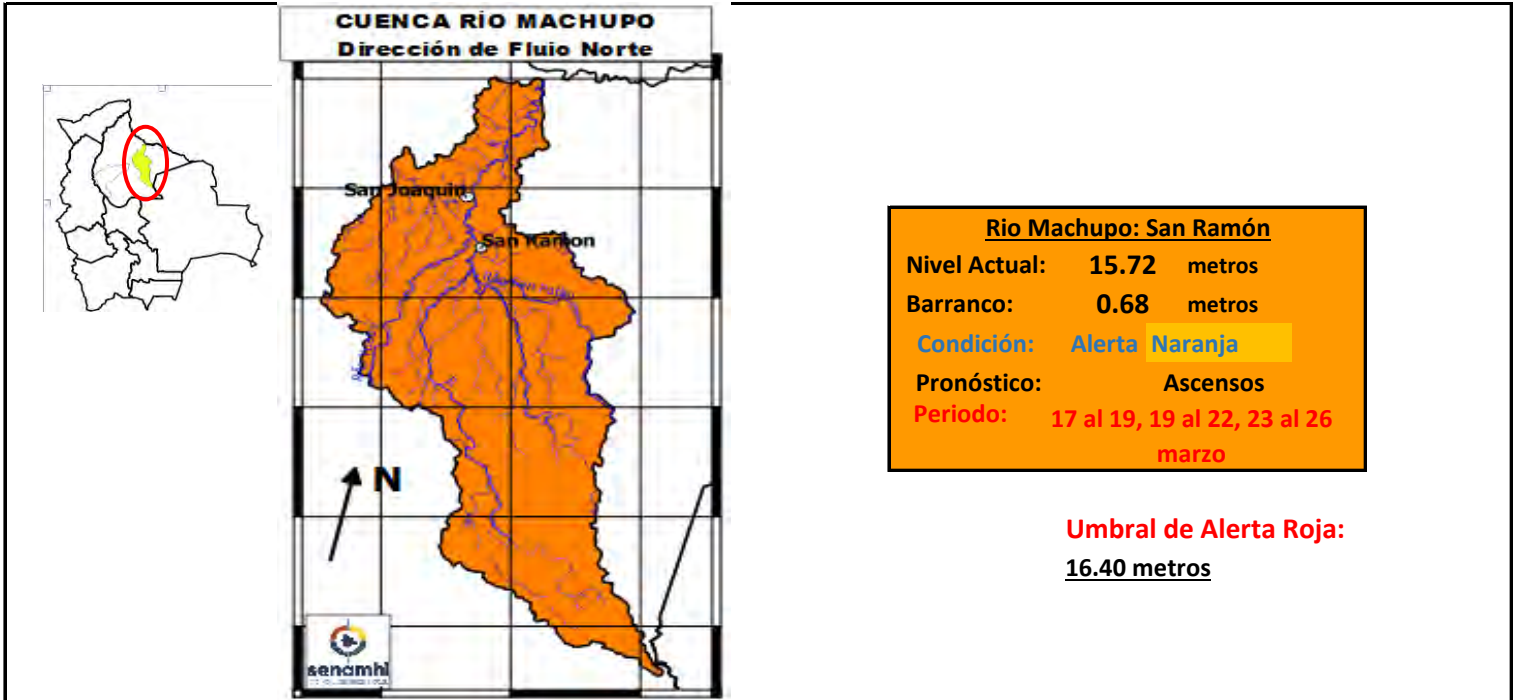 CUENCA RÍO MACHUPO
Dirección de Flujo Norte
San Joaquin
San Ramon
N
senamhi
Rio Machupo: San Ramón
Nivel Actual: 15.72 metros
Barranco: 0.68 metros
Condición: Alerta Naranja
Pronóstico: Ascensos
Periodo: 17 al 19, 19 al 22, 23 al 26
marzo
Umbral de Alerta Roja:
16.40 metros